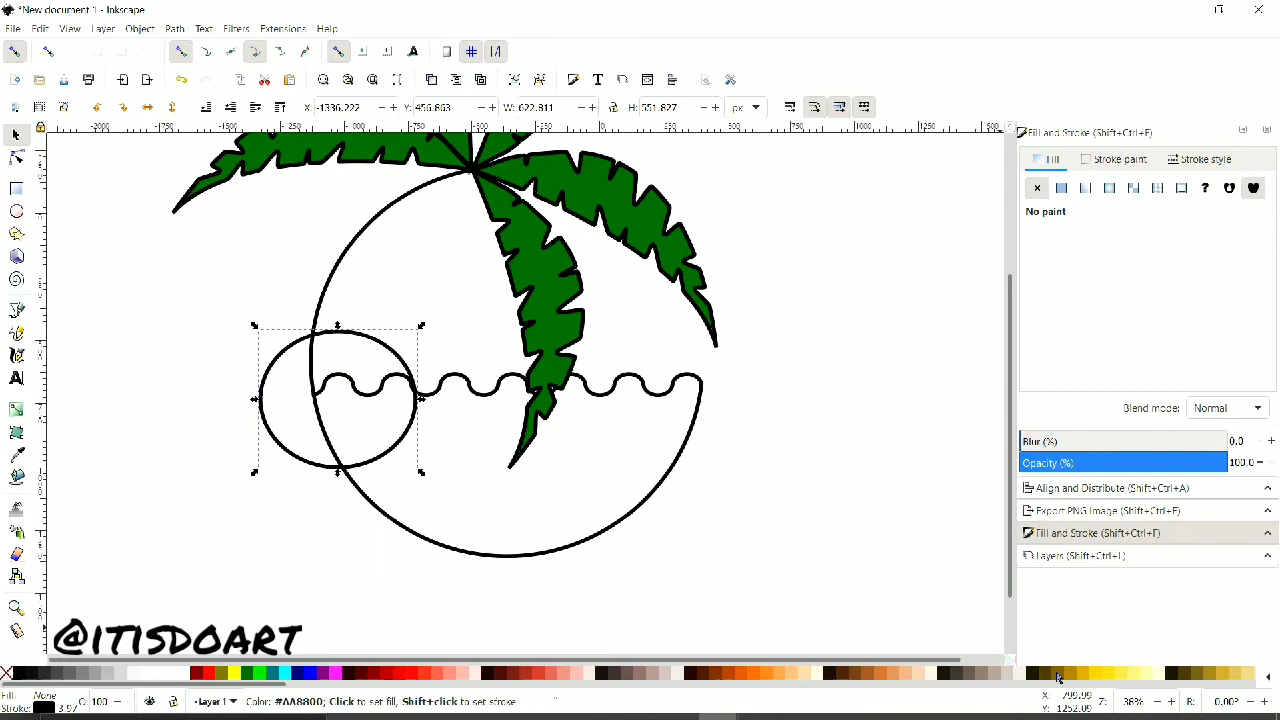 *New document 1 - Inkscape
File Edit View Layer Object Path Text Filters Extensions Help
X: -1336.222 Y: 456.863 W: 622.811 H: 551.827 px
Fill and Stroke (Shift+Ctrl+F)
Fill Stroke paint Stroke style
No paint
Blend mode: Normal
Blur (%) 0.0
Opacity (%) 100.0
Align and Distribute (Shift+Ctrl+A)
Export PNG Image (Shift+Ctrl+E)
Fill and Stroke (Shift+Ctrl+F)
Layers (Shift+Ctrl+L)
@ITISDOART
Fill: None
Stroke: 3.97 O: 100 Layer 1 Color: #AA8800; Click to set fill, Shift+click to set stroke X: 799.99 Y: 1252.09 Z: 38% R: 0.00°